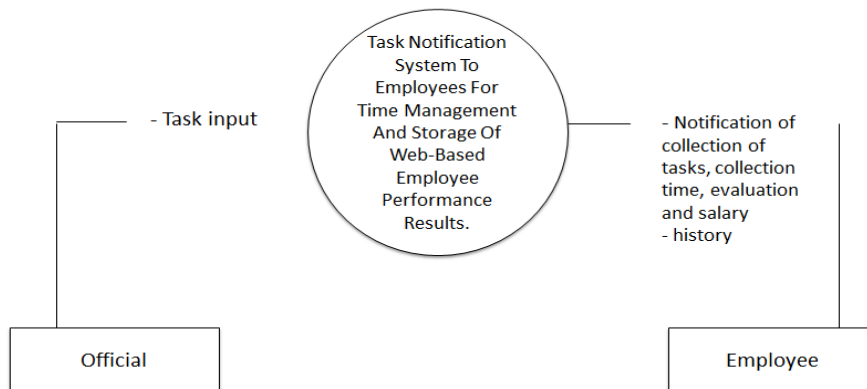 Task Notification
System To
Employees For
Time Management
And Storage Of
Web-Based
Employee
Performance
Results.
- Task input
- Notification of
collection of
tasks, collection
time, evaluation
and salary
- history
Official
Employee